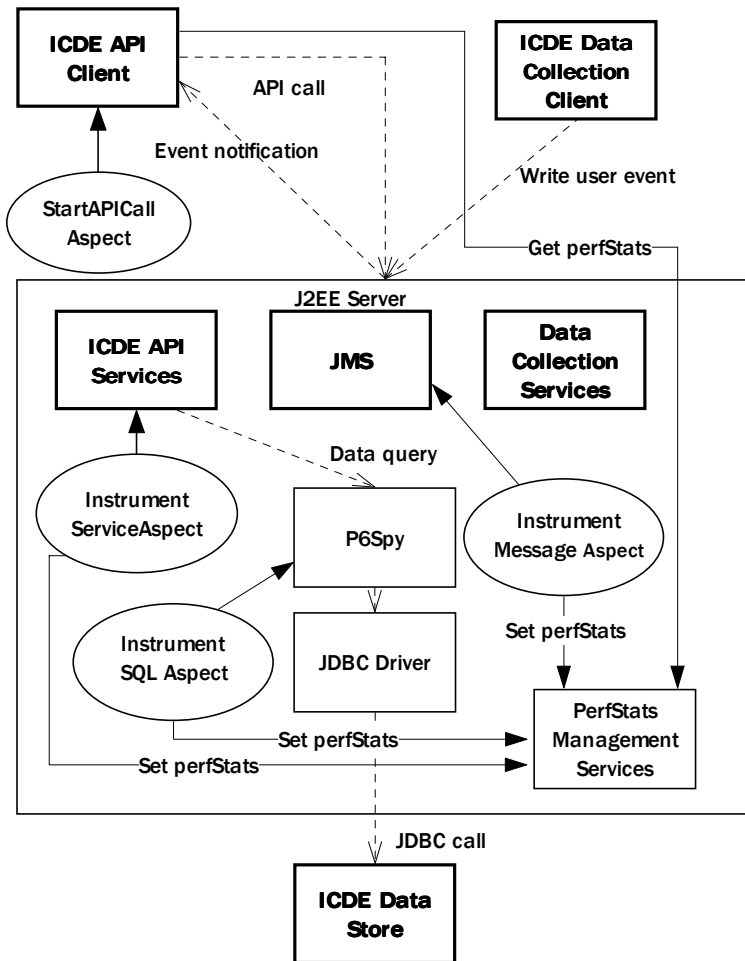 ICDE API
Client
ICDE Data
Collection
Client
API call
Event notification
Write user event
StartAPICall
Aspect
Get perfStats
J2EE Server
ICDE API
Services
JMS
Data
Collection
Services
Data query
Instrument
ServiceAspect
P6Spy
Instrument
Message Aspect
Instrument
SQL Aspect
JDBC Driver
Set perfStats
PerfStats
Management
Services
Set perfStats
Set perfStats
JDBC call
ICDE Data
Store